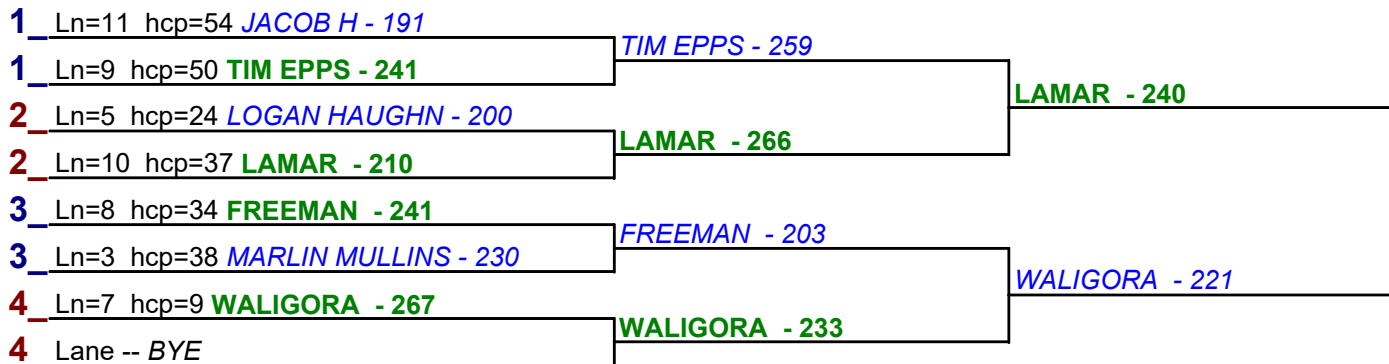 1_ Ln=11 hcp=54 JACOB H - 191
TIM EPPS - 259
1_ Ln=9 hcp=50 TIM EPPS - 241
LAMAR - 240
2_ Ln=5 hcp=24 LOGAN HAUGHN - 200
LAMAR - 266
2_ Ln=10 hcp=37 LAMAR - 210
3_ Ln=8 hcp=34 FREEMAN - 241
FREEMAN - 203
3_ Ln=3 hcp=38 MARLIN MULLINS - 230
WALIGORA - 221
4_ Ln=7 hcp=9 WALIGORA - 267
WALIGORA - 233
4 Lane -- BYE